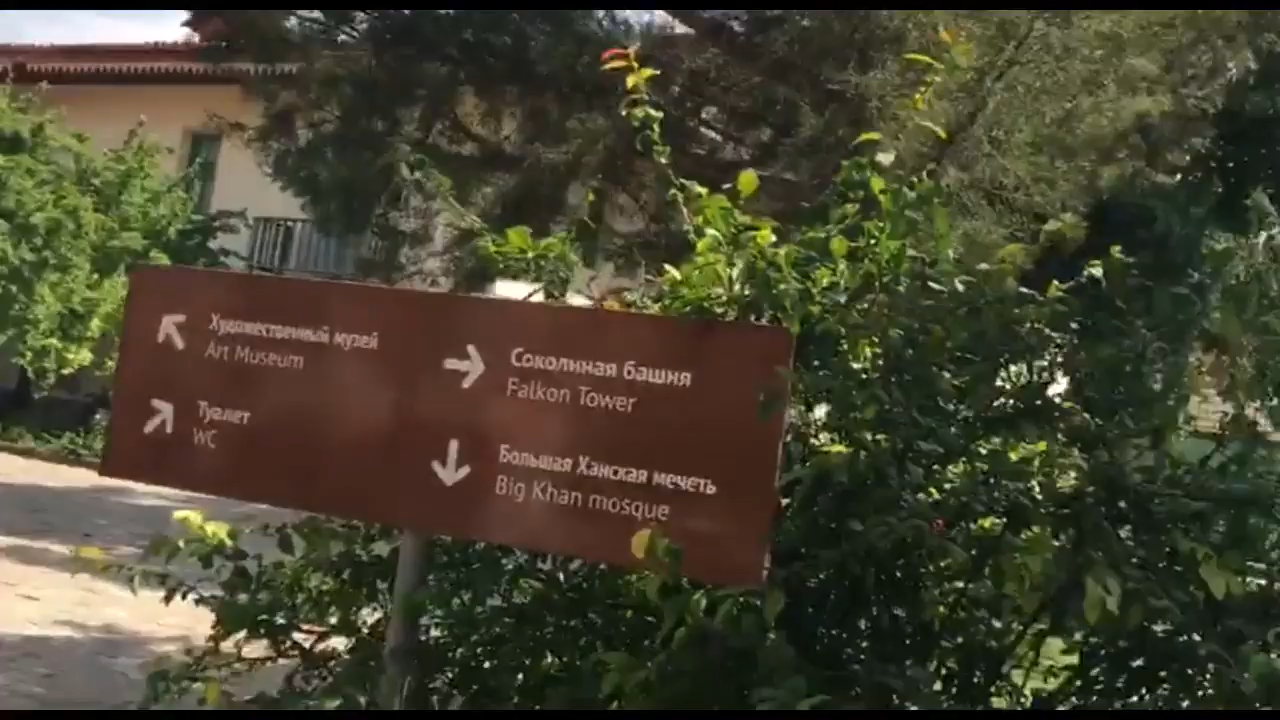 Художественный музей
Art Museum
Туалет
WC
Соколиная башня
Falkon Tower
Большая Ханская мечеть
Big Khan mosque